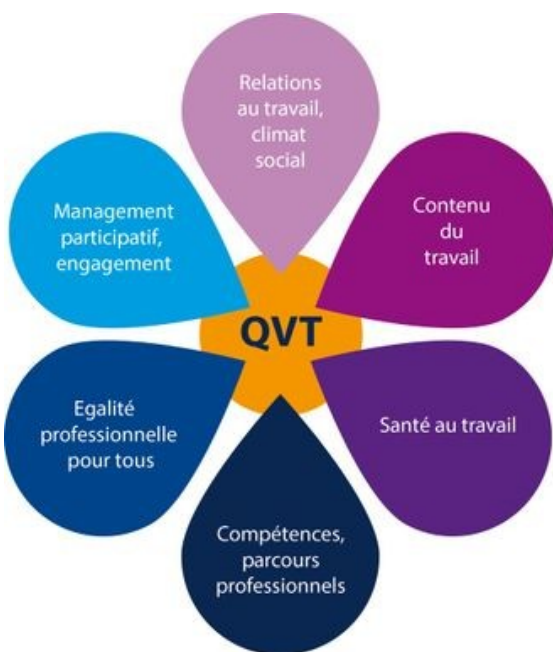 Relations
au travail,
climat
social
Management
participatif,
engagement
Contenu
du
travail
QVT
Egalité
professionnelle
pour tous
Santé au travail
Compétences,
parcours
professionnels